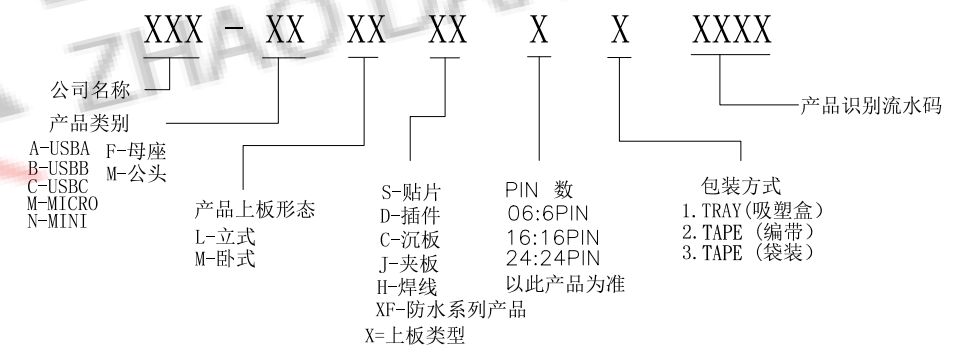 XXX - XX XX XX X X XXXX
公司名称
产品类别
A-USBA F-母座
B-USBB M-公头
C-USBC
M-MICRO
N-MINI
产品上板形态
L-立式
M-卧式
S-贴片
D-插件
C-沉板
J-夹板
H-焊线
XF-防水系列产品
X=上板类型
PIN 数
06:6PIN
16:16PIN
24:24PIN
以此产品为准
包装方式
1.TRAY(吸塑盒)
2.TAPE (编带)
3.TAPE (袋装)
产品识别流水码